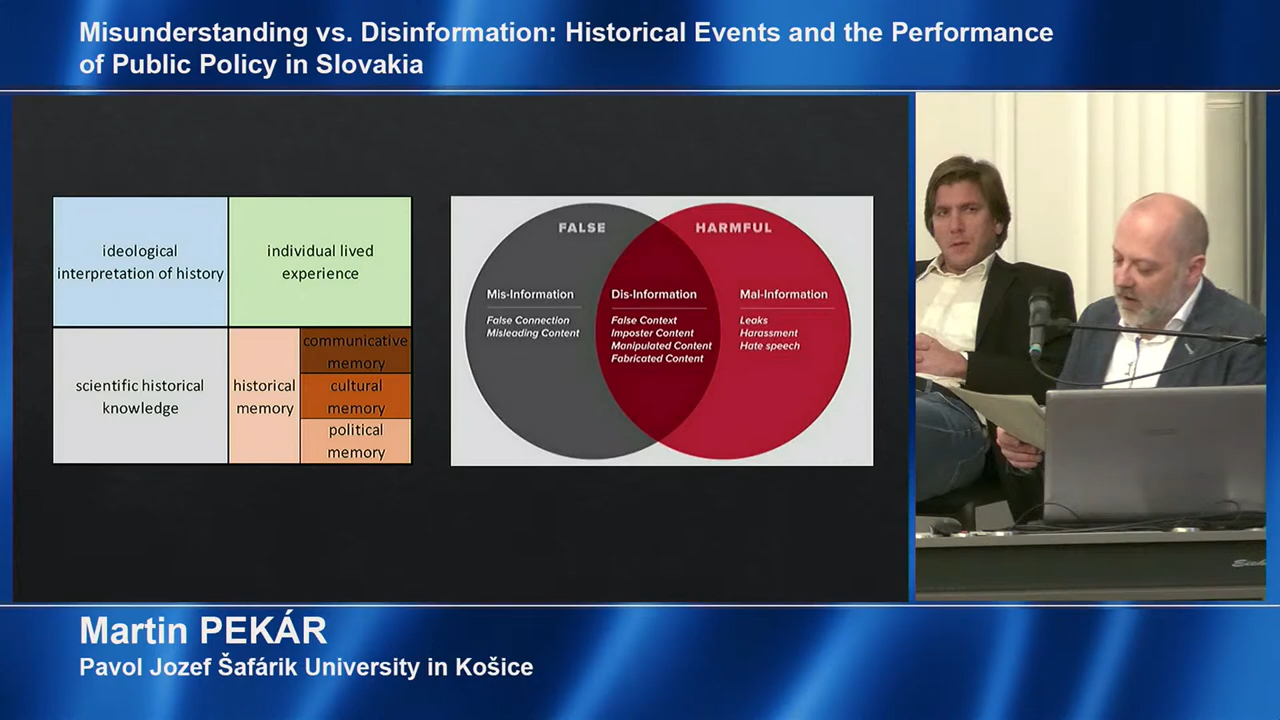 Misunderstanding vs. Disinformation: Historical Events and the Performance
of Public Policy in Slovakia
ideological
interpretation of history
individual lived
experience
scientific historical
knowledge
historical
memory
communicative
memory
cultural
memory
political
memory
FALSE
HARMFUL
Mis-Information
False Connection
Misleading Content
Dis-Information
False Context
Imposter Content
Manipulated Content
Fabricated Content
Mal-Information
Leaks
Harassment
Hate speech
Martin PEKÁR
Pavol Jozef Šafárik University in Košice